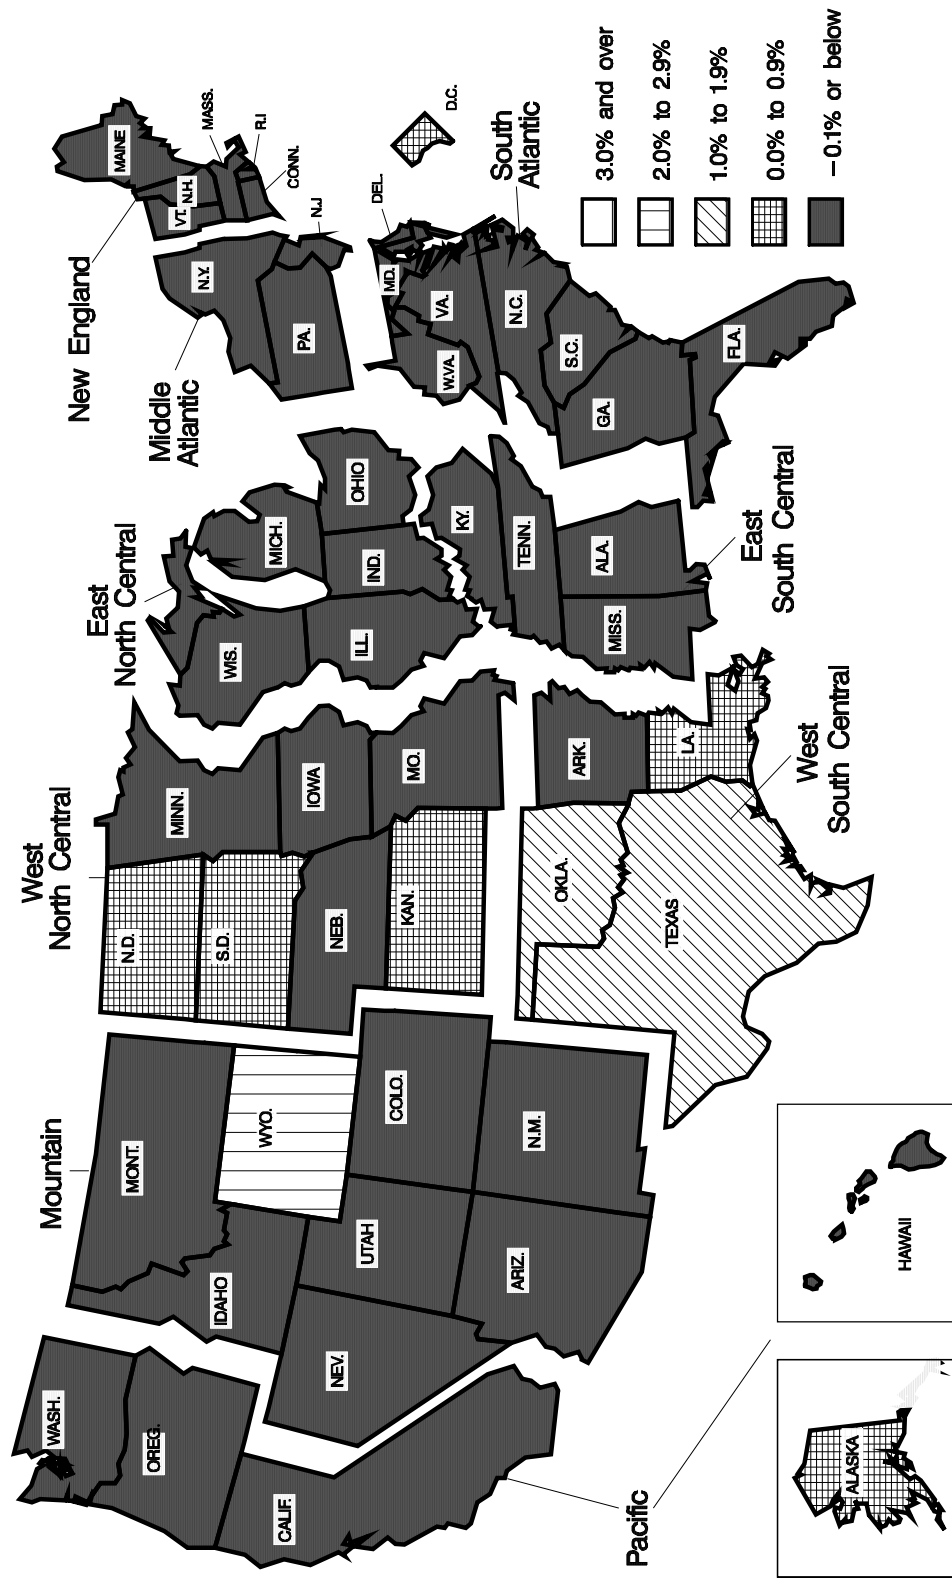 New England
Middle
Atlantic
East
North Central
West
North Central
Mountain
Pacific
South
Atlantic
East
South Central
West
South Central
MAINE
N.H.
VT.
MASS.
R.I
CONN.
N.Y.
N.J
PA.
DEL.
MD.
D.C.
VA.
W.VA.
N.C.
S.C.
GA.
FLA.
OHIO
MICH.
IND.
WIS.
ILL.
KY.
TENN.
ALA.
MISS.
MINN.
IOWA
MO.
N.D.
S.D.
NEB.
KAN.
ARK.
LA.
OKLA.
TEXAS
MONT.
WYO.
COLO.
N.M.
IDAHO
UTAH
ARIZ.
NEV.
WASH.
OREG.
CALIF.
ALASKA
HAWAII
3.0% and over
2.0% to 2.9%
1.0% to 1.9%
0.0% to 0.9%
−0.1% or below